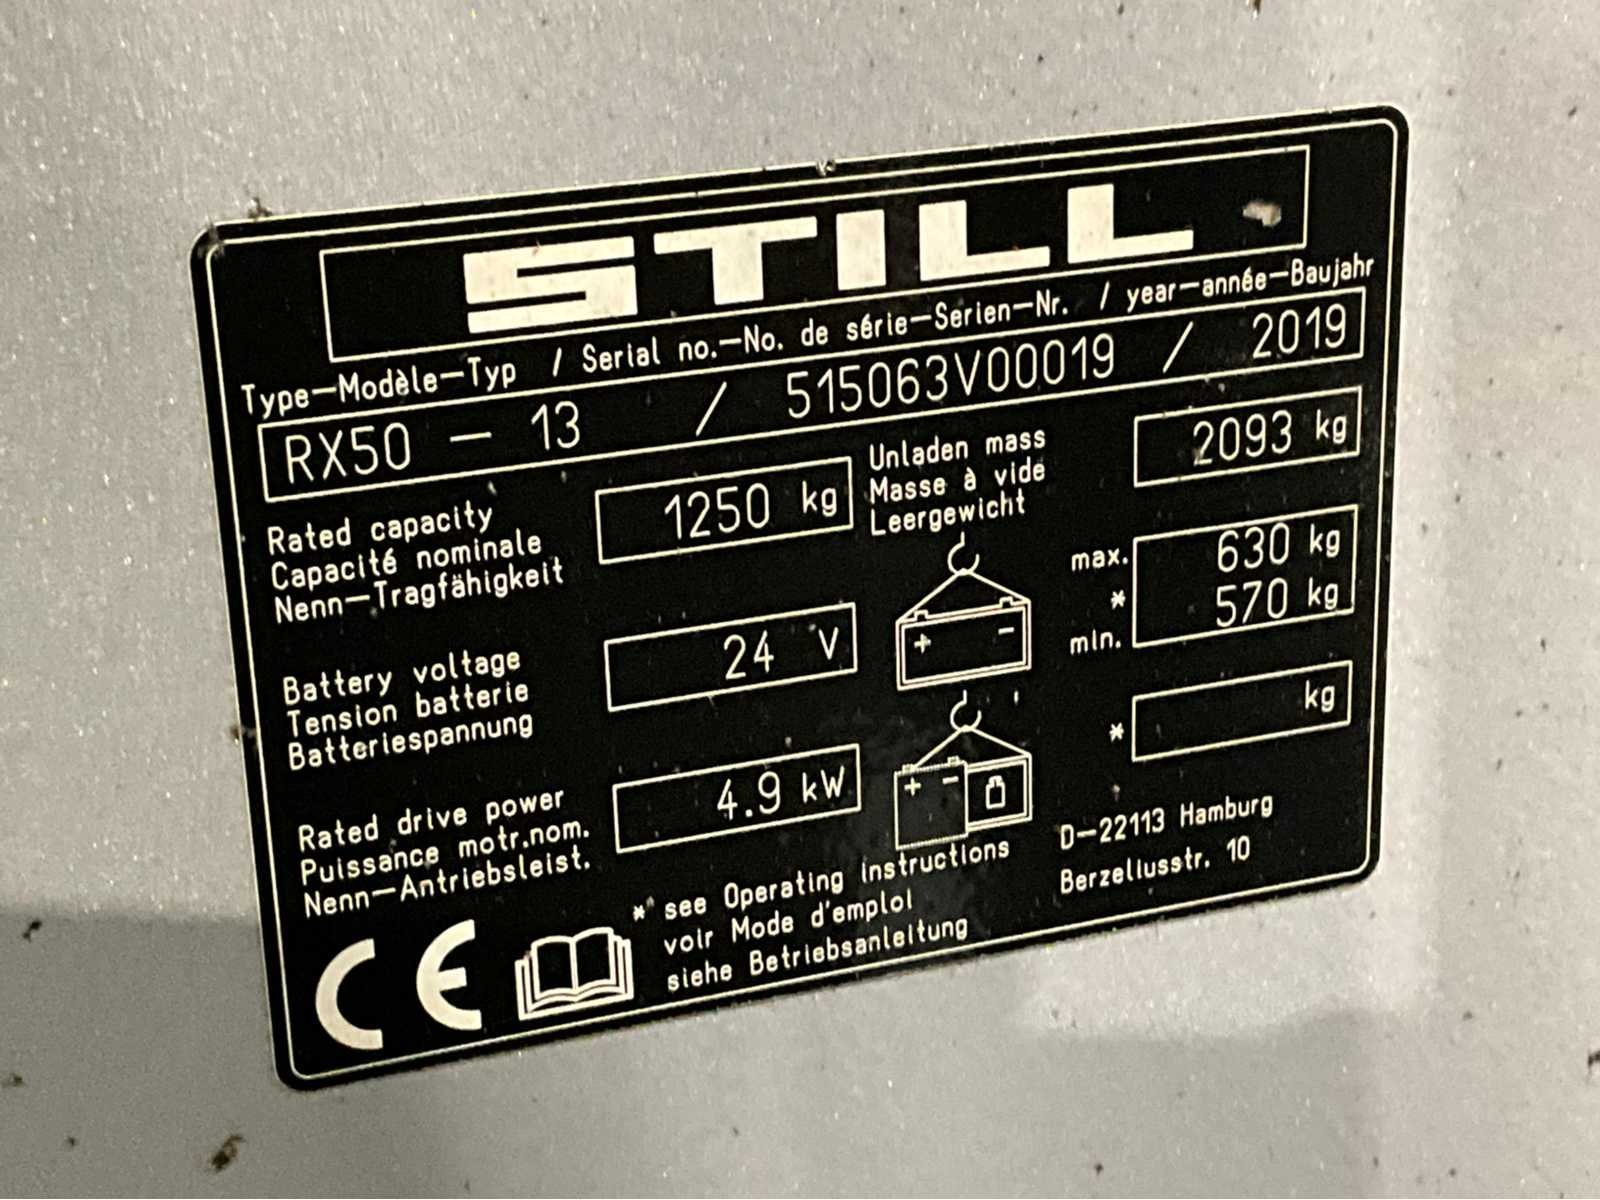 STILL
Type-Modèle-Typ / Serial no.-No. de série-Serien-Nr. / year-année-Baujahr
RX50 - 13 / 515063V00019 / 2019
Rated capacity
Capacité nominale
Nenn-Tragfähigkeit
1250 kg
Unladen mass
Masse à vide
Leergewicht
2093 kg
Battery voltage
Tension batterie
Batteriespannung
24 V
+ -
max. 630 kg
* 570 kg
min.
Rated drive power
Puissance motr.nom.
Nenn-Antriebsleist.
4.9 kW
+ -
* kg
CE
*see Operating instructions
voir Mode d'emploi
siehe Betriebsanleitung
D-22113 Hamburg
Berzeliusstr. 10